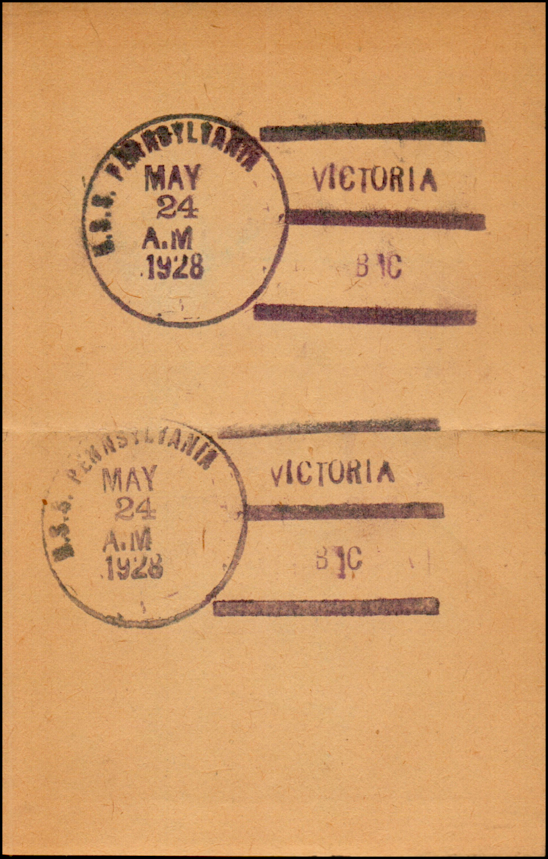 U.S.S. PENNSYLVANIA
MAY
24
A.M
1928
VICTORIA
B C
U.S.S. PENNSYLVANIA
MAY
24
A.M
1928
VICTORIA
B C